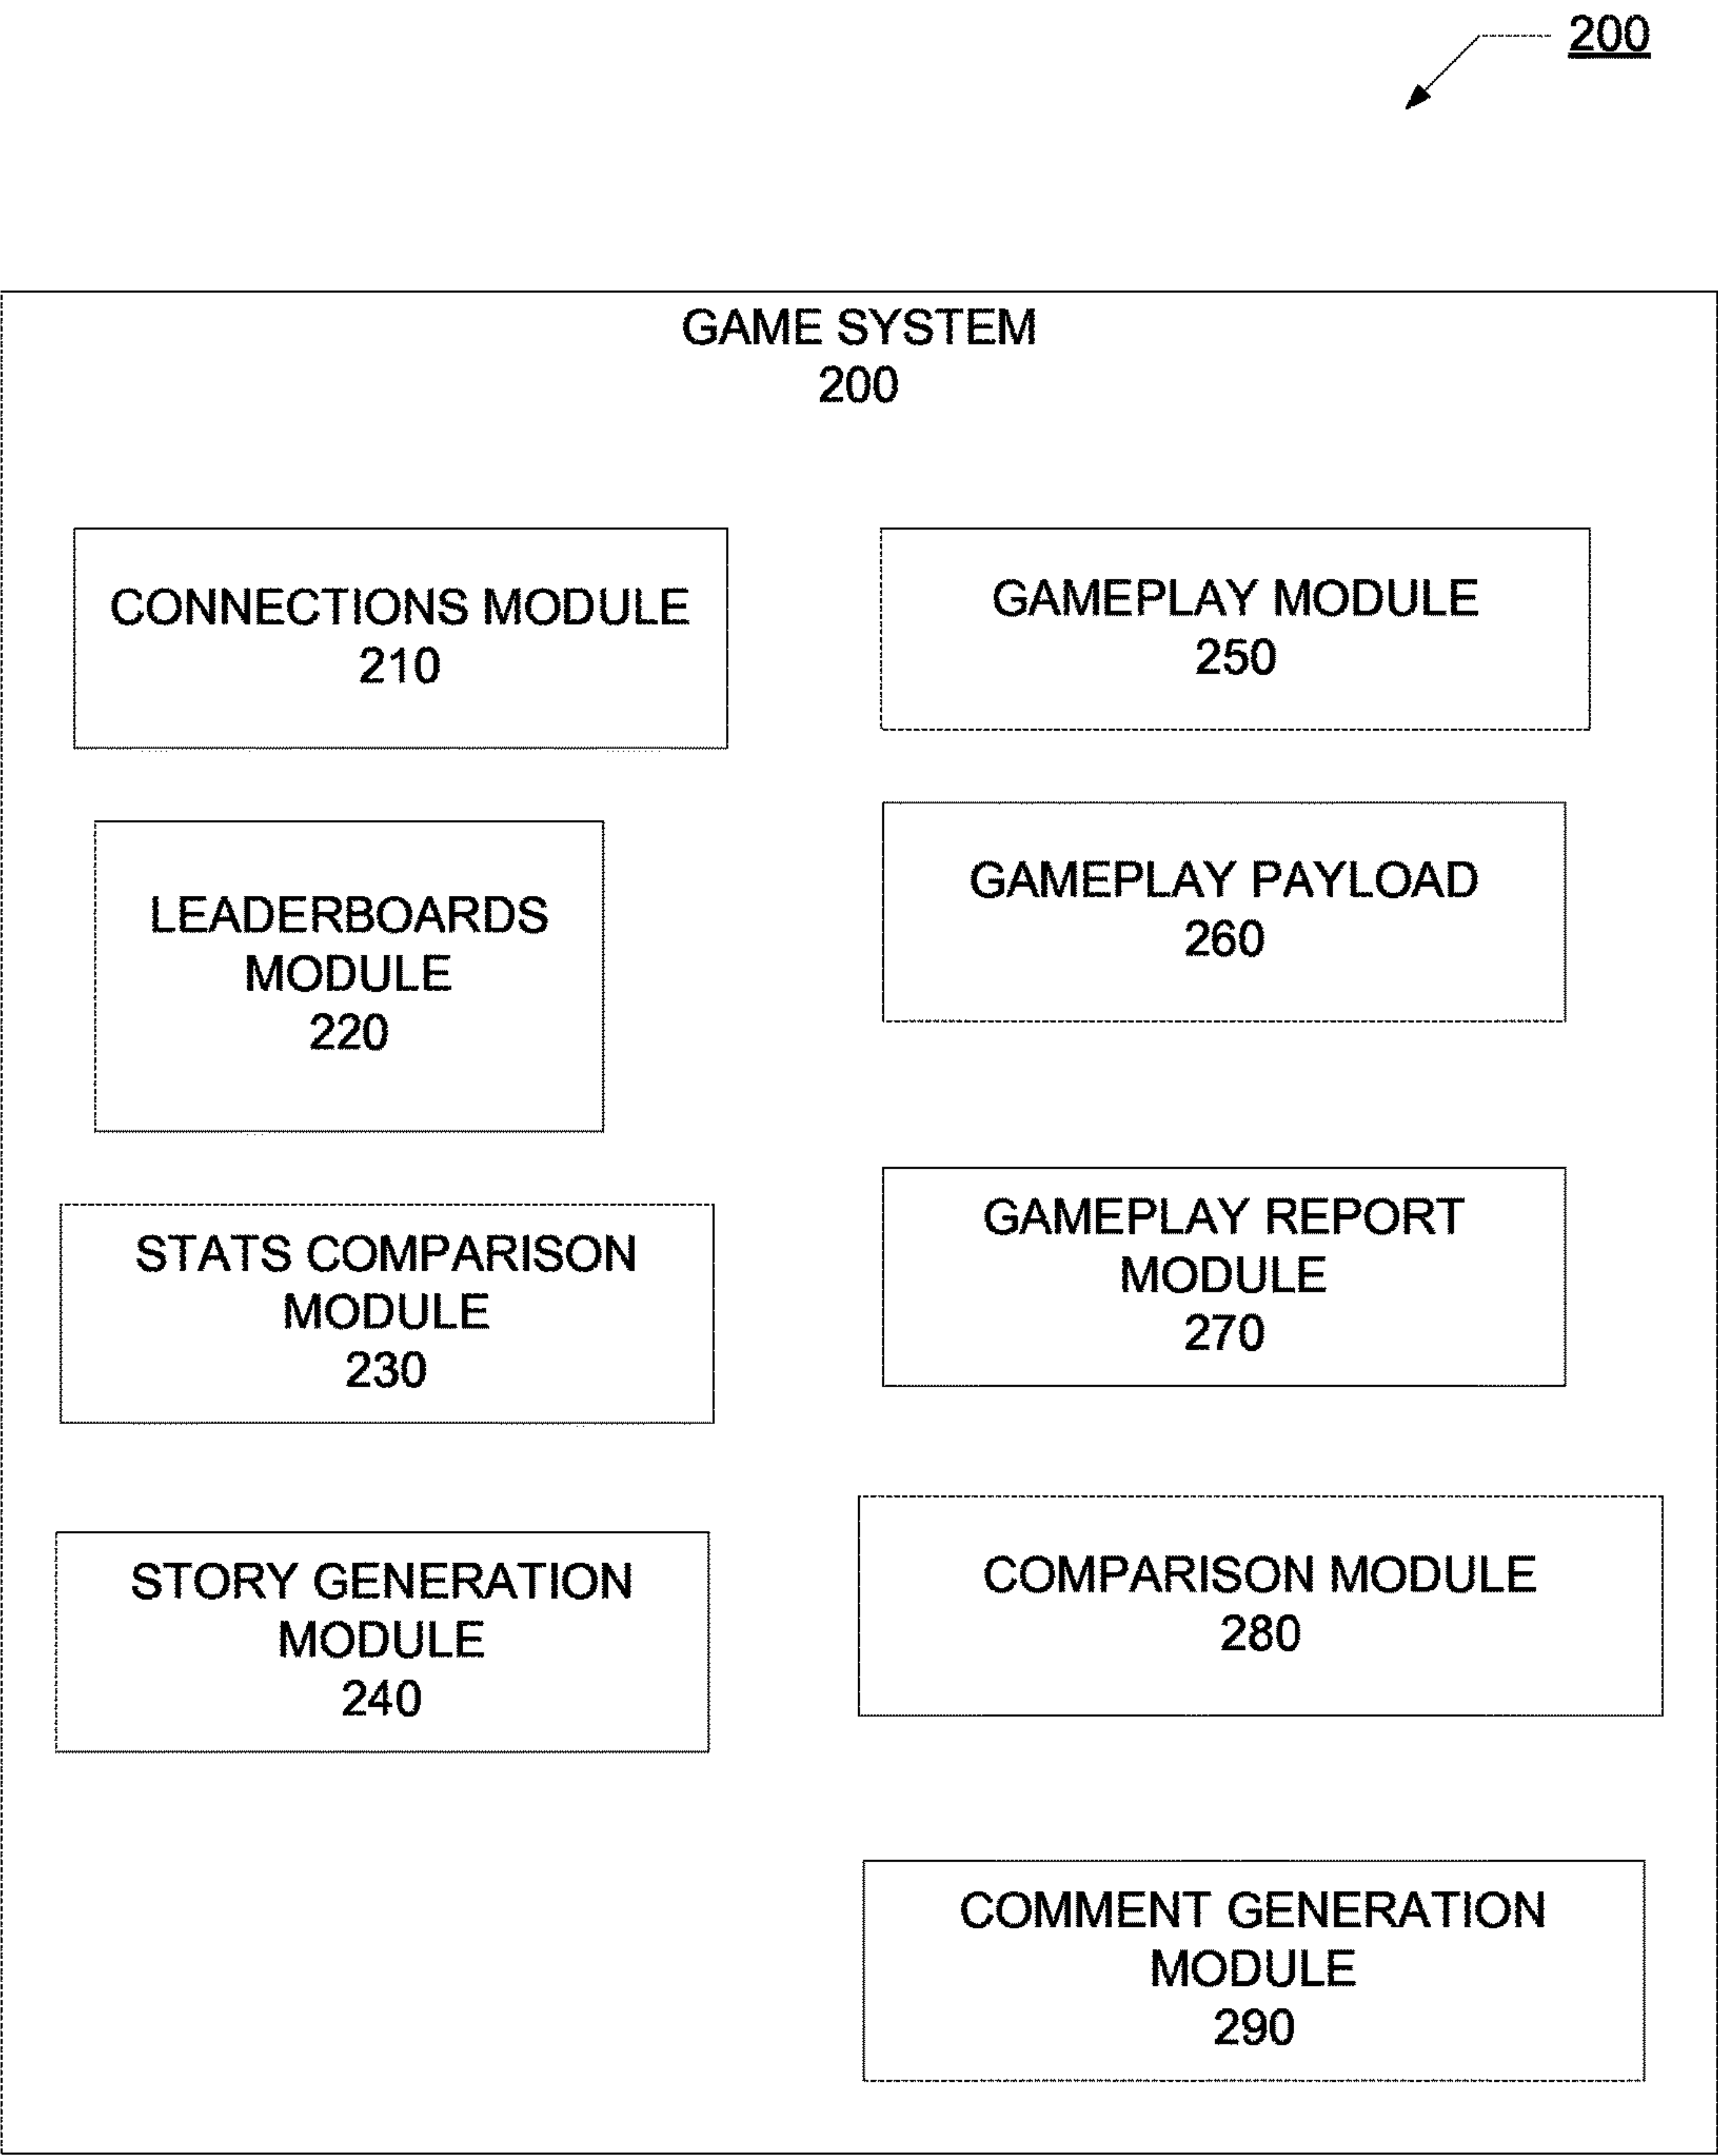 200
GAME SYSTEM
200
CONNECTIONS MODULE
210
LEADERBOARDS
MODULE
220
STATS COMPARISON
MODULE
230
STORY GENERATION
MODULE
240
GAMEPLAY MODULE
250
GAMEPLAY PAYLOAD
260
GAMEPLAY REPORT
MODULE
270
COMPARISON MODULE
280
COMMENT GENERATION
MODULE
290